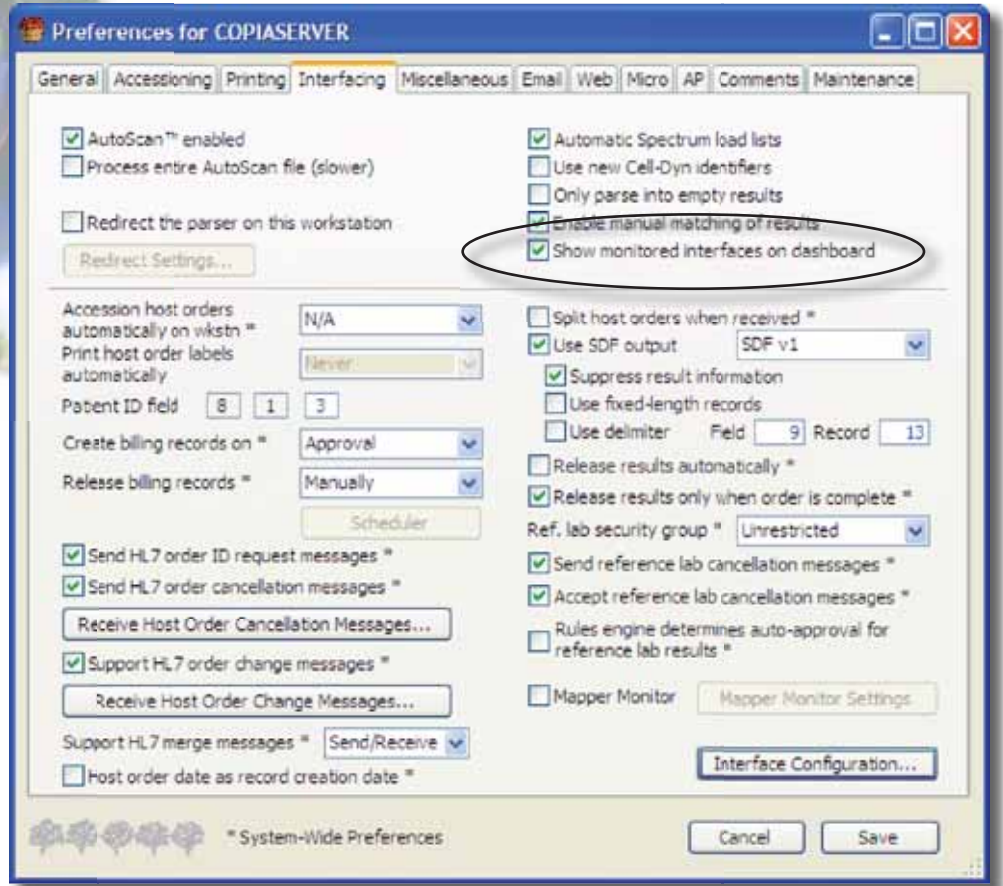 Preferences for COPIASERVER
General Accessioning Printing Interfacing Miscellaneous Email Web Micro AP Comments Maintenance
AutoScan™ enabled
Process entire AutoScan file (slower)
Redirect the parser on this workstation
Redirect Settings...
Automatic Spectrum load lists
Use new Cell-Dyn identifiers
Only parse into empty results
Enable manual matching of results
Show monitored interfaces on dashboard
Accession host orders
automatically on wkstn * N/A
Print host order labels
automatically Never
Patient ID field 8 1 3
Create billing records on * Approval
Release billing records * Manually
Scheduler
Send HL7 order ID request messages *
Send HL7 order cancellation messages *
Receive Host Order Cancellation Messages...
Support HL7 order change messages *
Receive Host Order Change Messages...
Support HL7 merge messages * Send/Receive
Host order date as record creation date *
Split host orders when received *
Use SDF output SDF v1
Suppress result information
Use fixed-length records
Use delimiter Field 9 Record 13
Release results automatically *
Release results only when order is complete *
Ref. lab security group * Unrestricted
Send reference lab cancellation messages *
Accept reference lab cancellation messages *
Rules engine determines auto-approval for
reference lab results *
Mapper Monitor Mapper Monitor Settings
Interface Configuration...
* System-Wide Preferences
Cancel Save